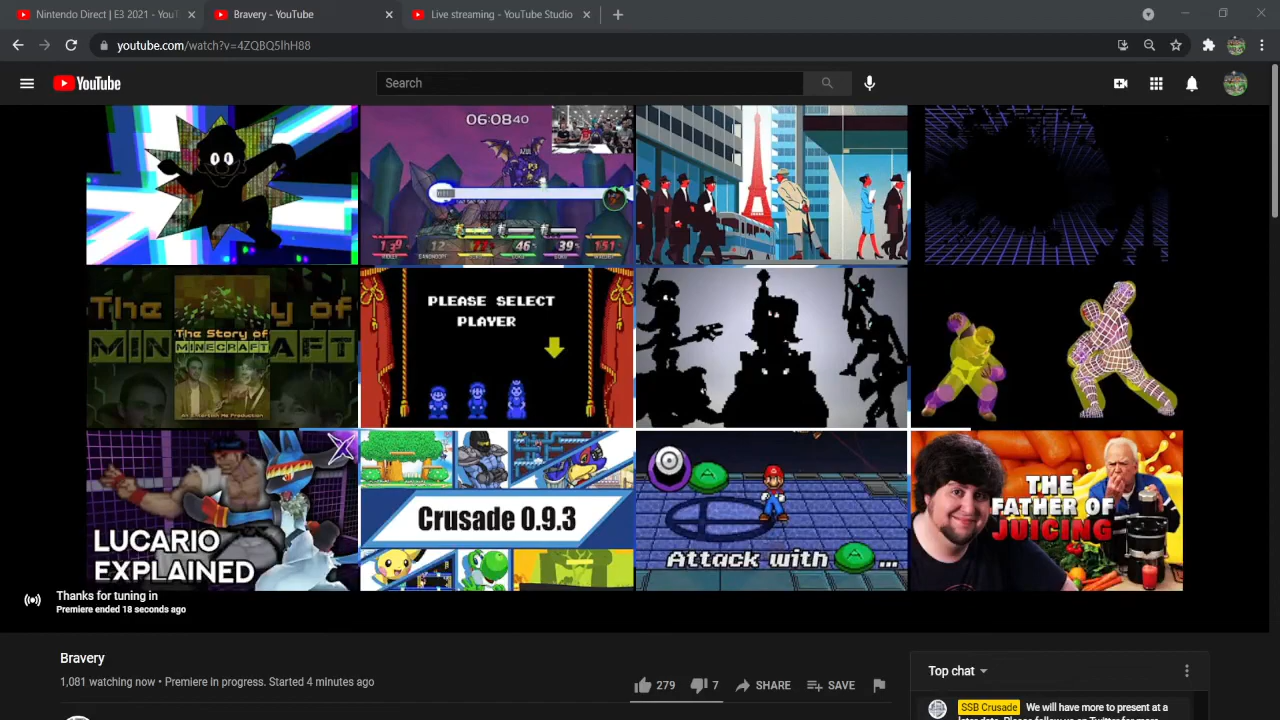 Nintendo Direct | E3 2021 - YouT
Bravery - YouTube
Live streaming - YouTube Studio
youtube.com/watch?v=4ZQBQ5lhH88
YouTube
Search
06:08:40
The Story of
MINECRAFT
PLEASE SELECT
PLAYER
LUCARIO
EXPLAINED
Crusade 0.9.3
Attack with A ...
THE
FATHER OF
JUICING
Thanks for tuning in
Premiere ended 18 seconds ago
Bravery
1,081 watching now • Premiere in progress. Started 4 minutes ago
279
7
SHARE
SAVE
Top chat
SSB Crusade We will have more to present at a